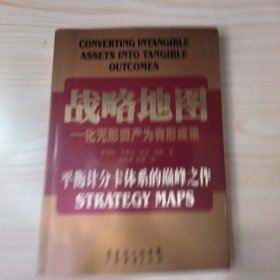 CONVERTING INTANGIBLE
ASSETS INTO TANGIBLE
OUTCOMES
战略地图
—化无形资产为有形成果
平衡计分卡体系的巅峰之作
STRATEGY MAPS